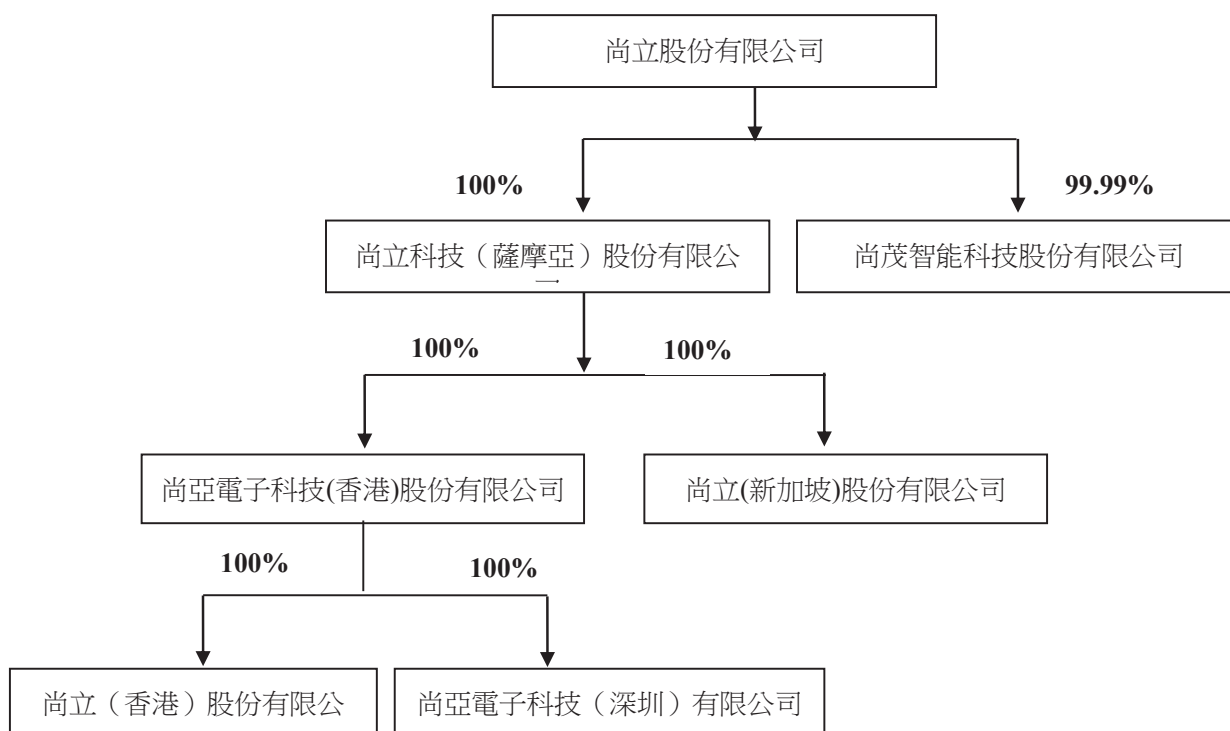 尚立股份有限公司
100%
99.99%
尚立科技（薩摩亞）股份有限公
尚茂智能科技股份有限公司
100%
100%
尚亞電子科技(香港)股份有限公司
尚立(新加坡)股份有限公司
100%
100%
尚立（香港）股份有限公
尚亞電子科技（深圳）有限公司